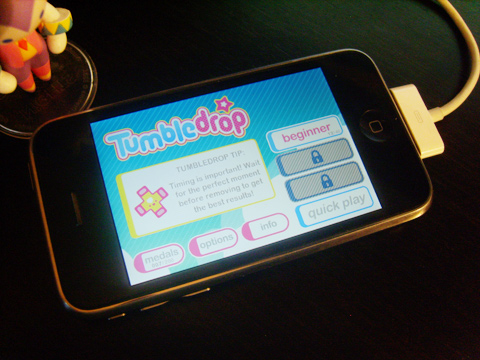 Tumbledrop
TUMBLEDROP TIP:
Timing is important! Wait
for the perfect moment
before removing to get
the best results!
beginner
quick play
medals
options
info